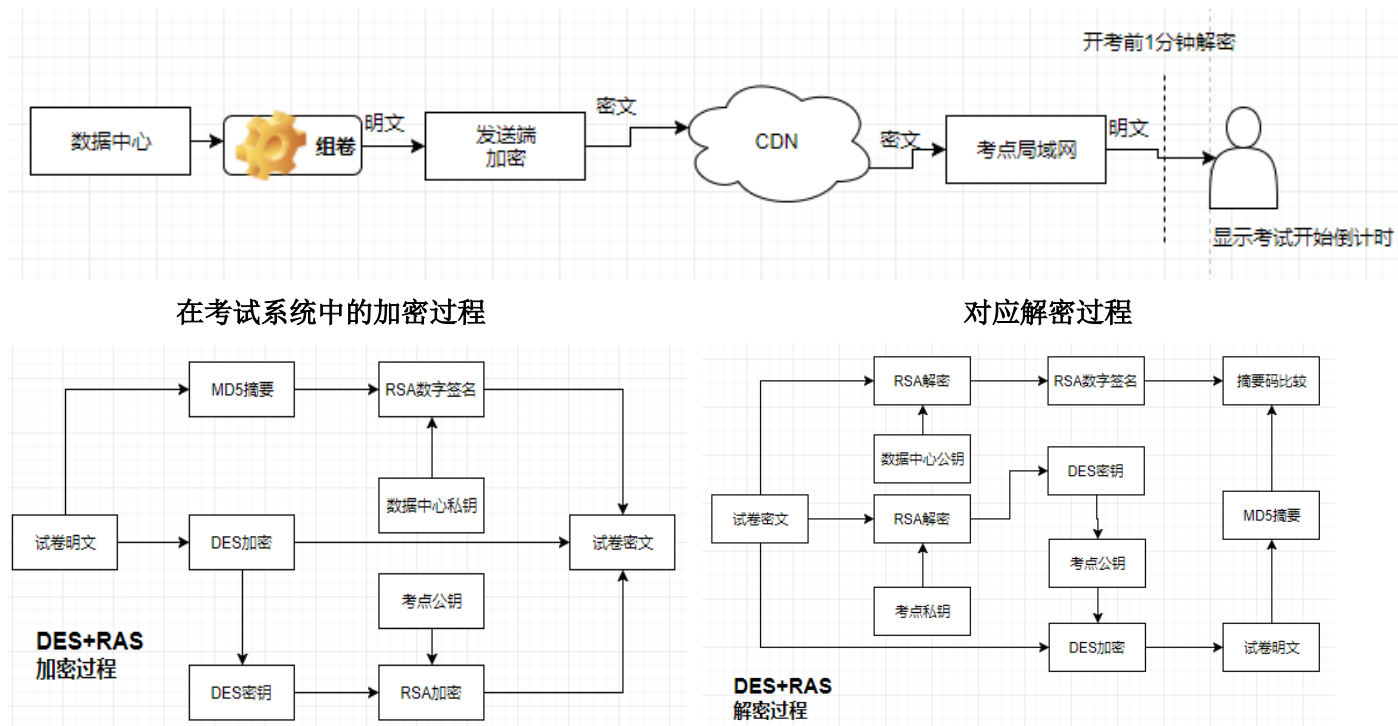 开考前1分钟解密
数据中心
组卷
明文
发送端
加密
密文
CDN
密文
考点局域网
明文
显示考试开始倒计时
在考试系统中的加密过程
对应解密过程
MD5摘要
RSA数字签名
数据中心私钥
试卷明文
DES加密
试卷密文
考点公钥
DES密钥
RSA加密
DES+RAS
加密过程
RSA解密
RSA数字签名
摘要码比较
数据中心公钥
DES密钥
试卷密文
RSA解密
MD5摘要
考点公钥
考点私钥
DES加密
试卷明文
DES+RAS
解密过程